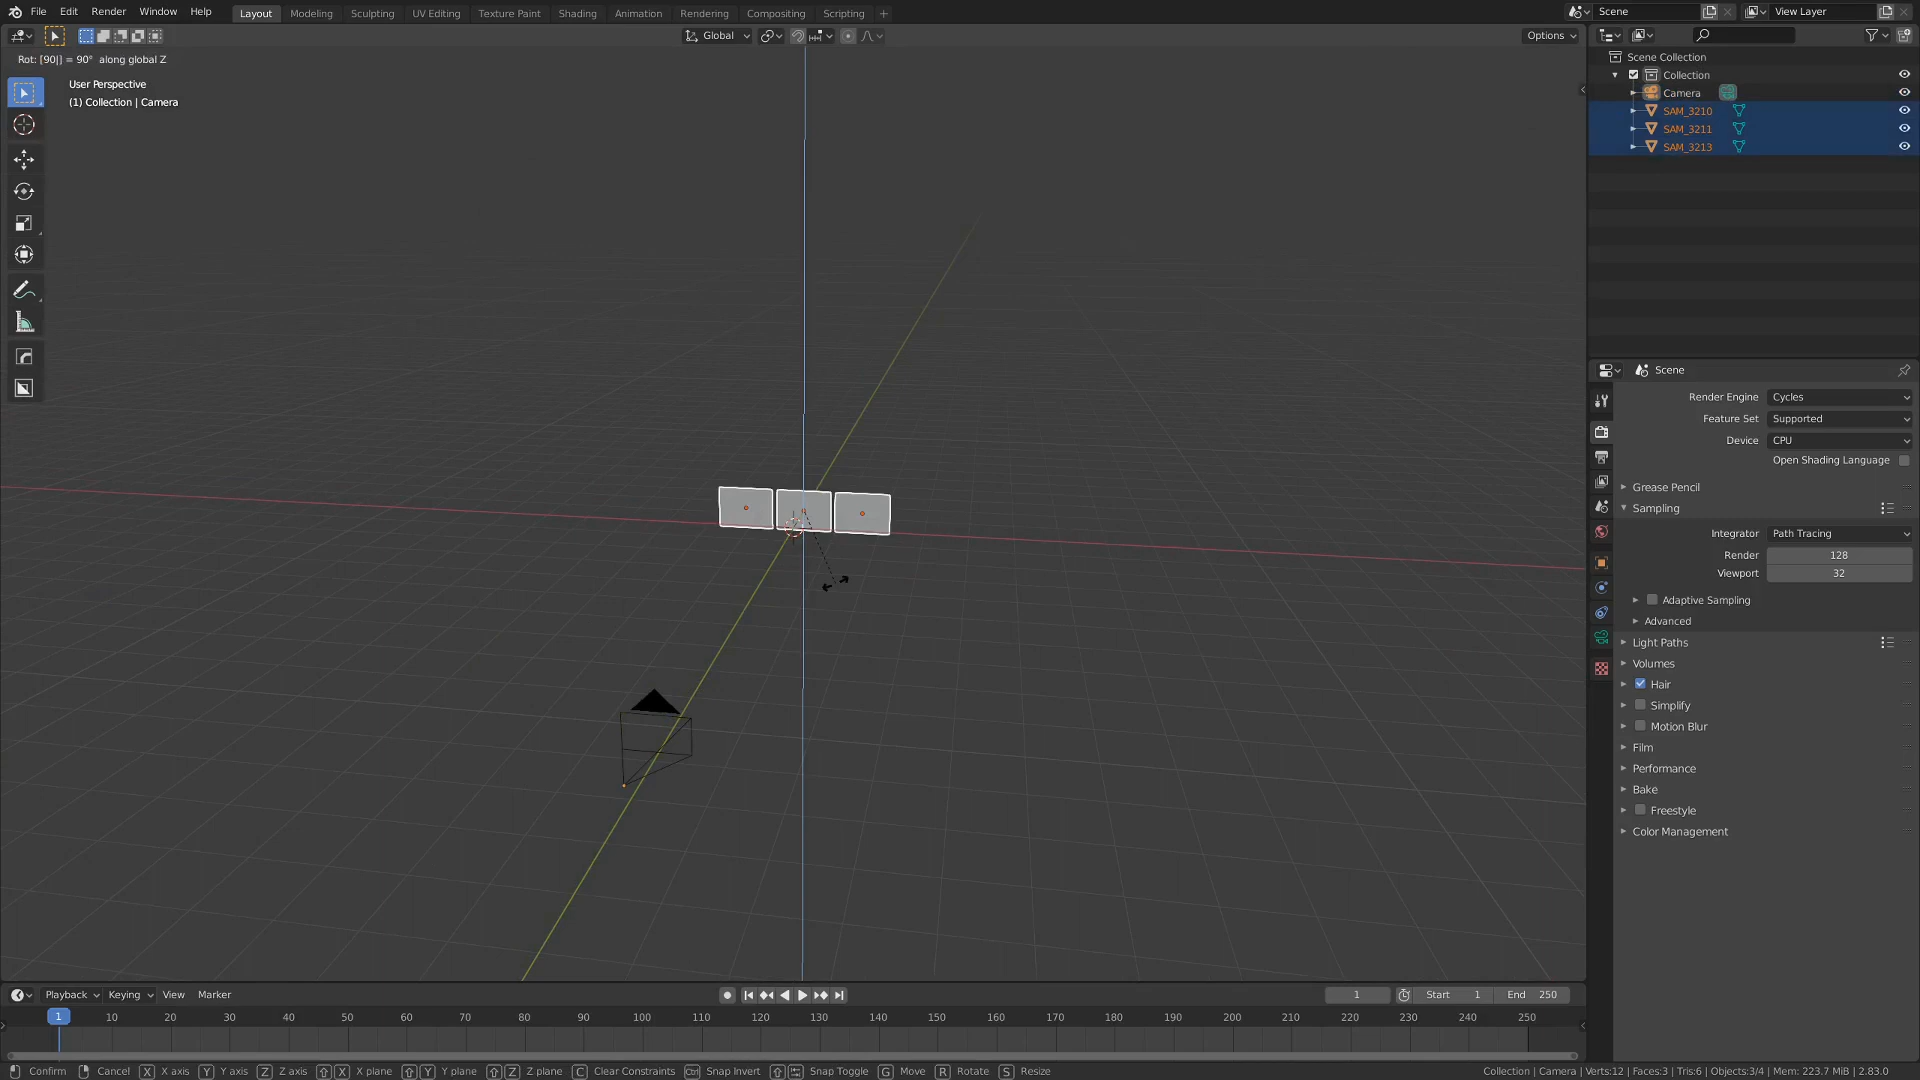 File Edit Render Window Help Layout Modeling Sculpting UV Editing Texture Paint Shading Animation Rendering Compositing Scripting + Scene View Layer
Global Options
Rot: [90|] = 90° along global Z
User Perspective
(1) Collection | Camera
Scene Collection
Collection
Camera
SAM_3210
SAM_3211
SAM_3213
Scene
Render Engine Cycles
Feature Set Supported
Device CPU
Open Shading Language
Grease Pencil
Sampling
Integrator Path Tracing
Render 128
Viewport 32
Adaptive Sampling
Advanced
Light Paths
Volumes
Hair
Simplify
Motion Blur
Film
Performance
Bake
Freestyle
Color Management
Playback Keying View Marker 1 Start 1 End 250
1 10 20 30 40 50 60 70 80 90 100 110 120 130 140 150 160 170 180 190 200 210 220 230 240 250
Confirm Cancel X X axis Y Y axis Z Z axis X X plane Y Y plane Z Z plane C Clear Constraints Ctrl Snap Invert Snap Toggle G Move R Rotate S Resize Collection | Camera | Verts:12 | Faces:3 | Tris:6 | Objects:3/4 | Mem: 223.7 MiB | 2.83.0